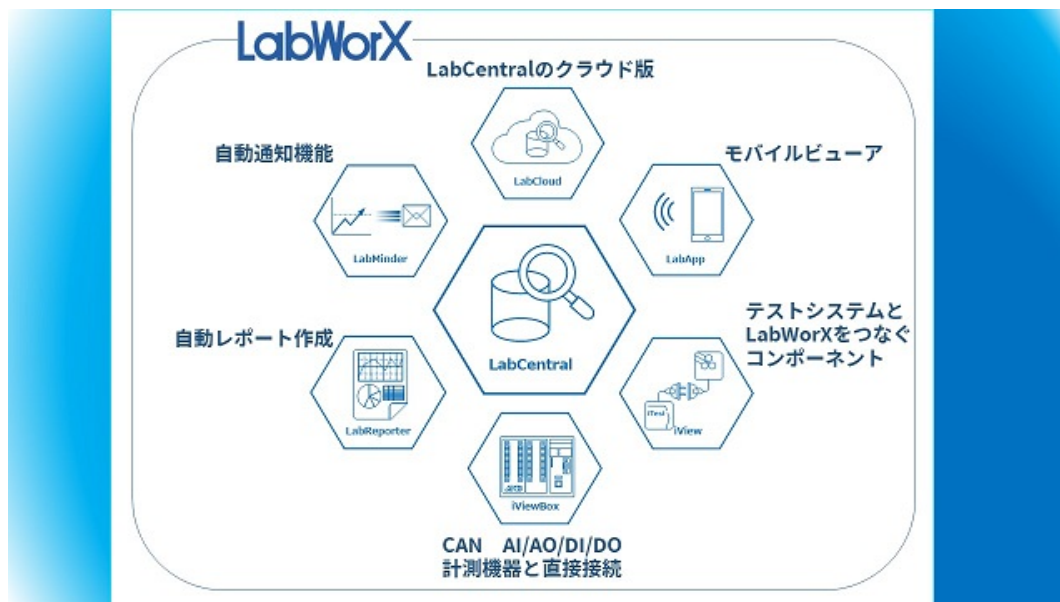 LabWorX
LabCentralのクラウド版
LabCloud
自動通知機能
LabMinder
モバイルビューア
LabApp
LabCentral
自動レポート作成
LabReporter
テストシステムと
LabWorXをつなぐ
コンポーネント
iTest
iView
iViewBox
CAN AI/AO/DI/DO
計測機器と直接接続